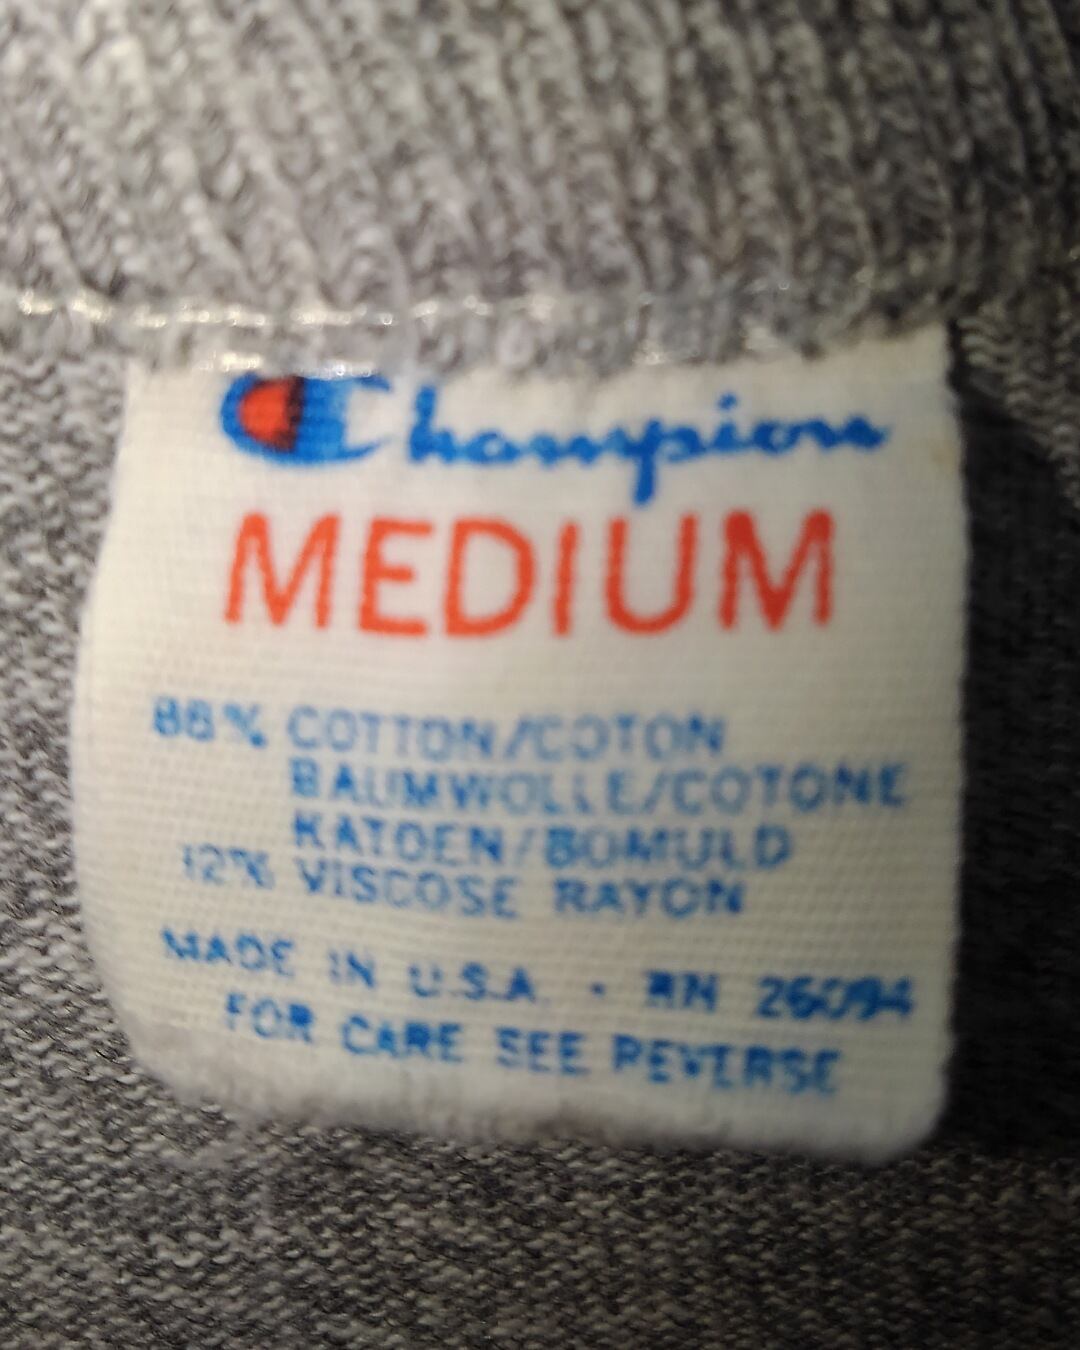 Champion
MEDIUM
88% COTTON/COTON
BAUMWOLLE/COTONE
KATOEN/BOMULD
12% VISCOSE RAYON
MADE IN U.S.A. · RN 26094
FOR CARE SEE REVERSE